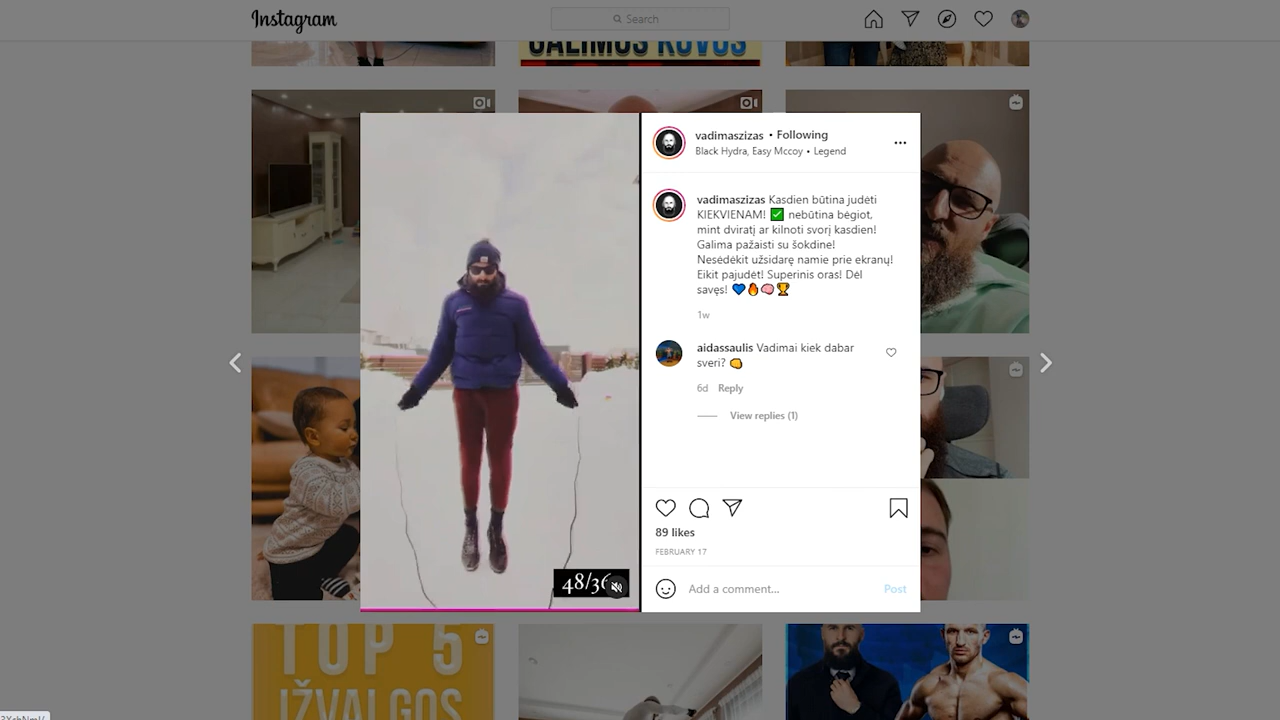 Instagram
Search
GALIMOS KOVOS
vadimaszizas • Following
Black Hydra, Easy Mccoy • Legend
vadimaszizas Kasdien būtina judėti
KIEKVIENAM! ✅ nebūtina bėgiot,
mint dviratį ar kilnoti svorį kasdien!
Galima pažaisti su šokdine!
Nesėdėkit užsidarę namie prie ekranų!
Eikit pajudėt! Superinis oras! Dėl
savęs! 💙🔥🧠🏆
1w
aidassaulis Vadimai kiek dabar
sveri? 👊
6d Reply
View replies (1)
89 likes
FEBRUARY 17
48/36
Add a comment...
Post
TOP 5
IŽVALGOS